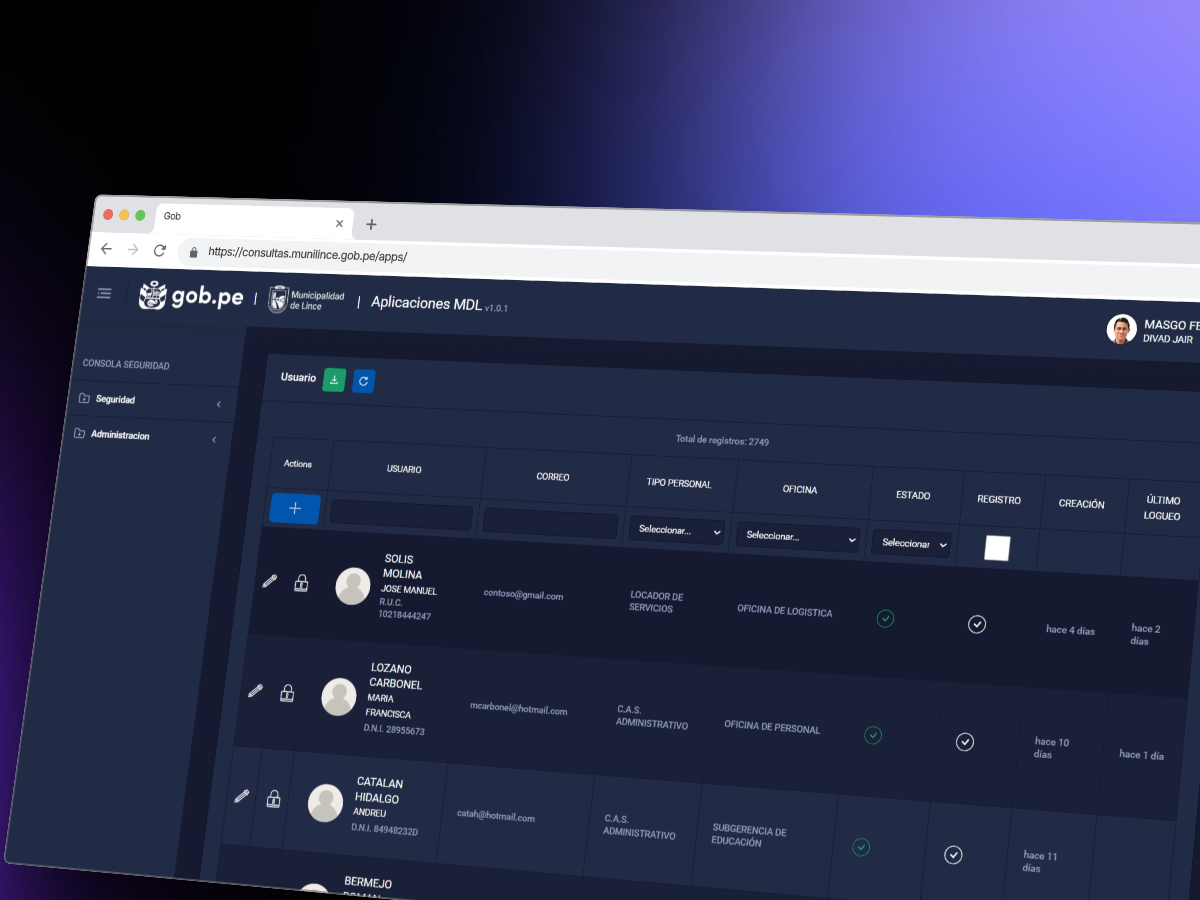 Gob
https://consultas.munilince.gob.pe/apps/
gob.pe | Municipalidad de Lince | Aplicaciones MDL v1.0.1
MASGO
DIVAD JAIR
CONSOLA SEGURIDAD
Seguridad
Administracion
Usuario
Total de registros: 2749
Actions USUARIO CORREO TIPO PERSONAL OFICINA ESTADO REGISTRO CREACIÓN ÚLTIMO LOGUEO
Seleccionar... Seleccionar... Seleccionar
SOLIS
MOLINA
JOSE MANUEL
R.U.C.
10218444247
contoso@gmail.com
LOCADOR DE
SERVICIOS
OFICINA DE LOGISTICA
hace 4 días
hace 2
días
LOZANO
CARBONEL
MARIA
FRANCISCA
D.N.I. 28955673
mcarbonel@hotmail.com
C.A.S.
ADMINISTRATIVO
OFICINA DE PERSONAL
hace 10
días
hace 1 día
CATALAN
HIDALGO
ANDREU
D.N.I. 84948232D
catah@hotmail.com
C.A.S.
ADMINISTRATIVO
SUBGERENCIA DE
EDUCACIÓN
hace 11
días
BERMEJO